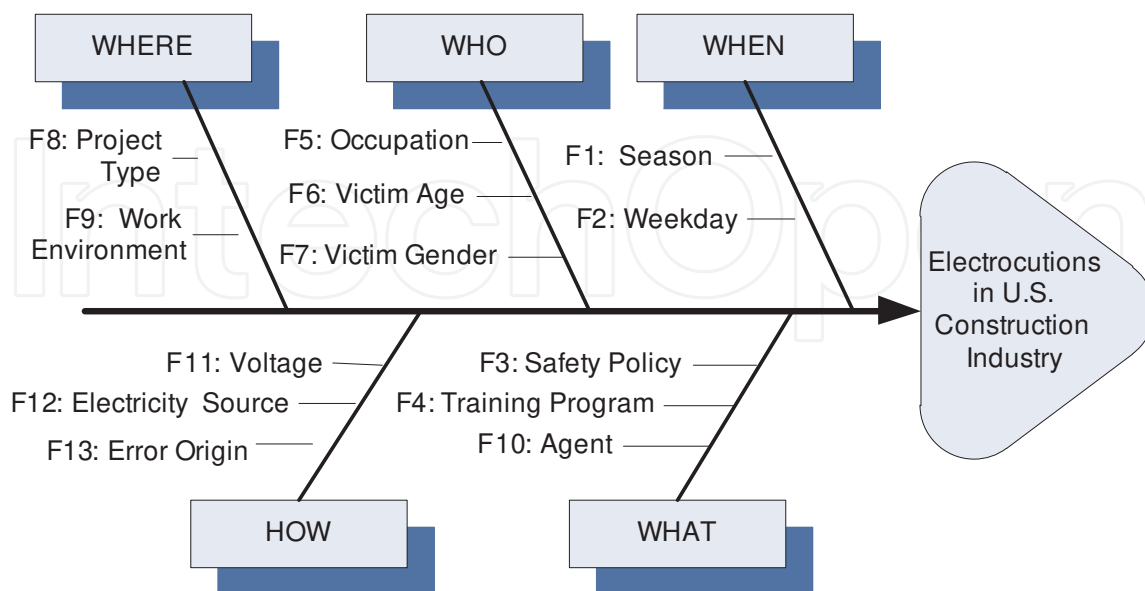 WHERE
WHO
WHEN
F8: Project
Type
F9: Work
Environment
F5: Occupation
F6: Victim Age
F7: Victim Gender
F1: Season
F2: Weekday
Electrocutions
in U.S.
Construction
Industry
F11: Voltage
F12: Electricity Source
F13: Error Origin
F3: Safety Policy
F4: Training Program
F10: Agent
HOW
WHAT
IntechOpen